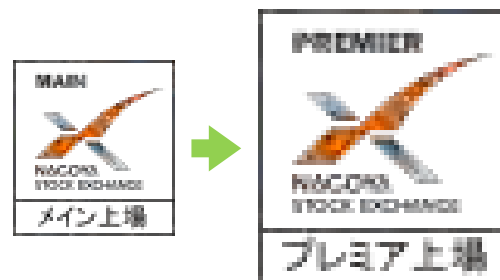 MAIN
NAGOYA
STOCK EXCHANGE
メイン上場
PREMIER
NAGOYA
STOCK EXCHANGE
プレミア上場